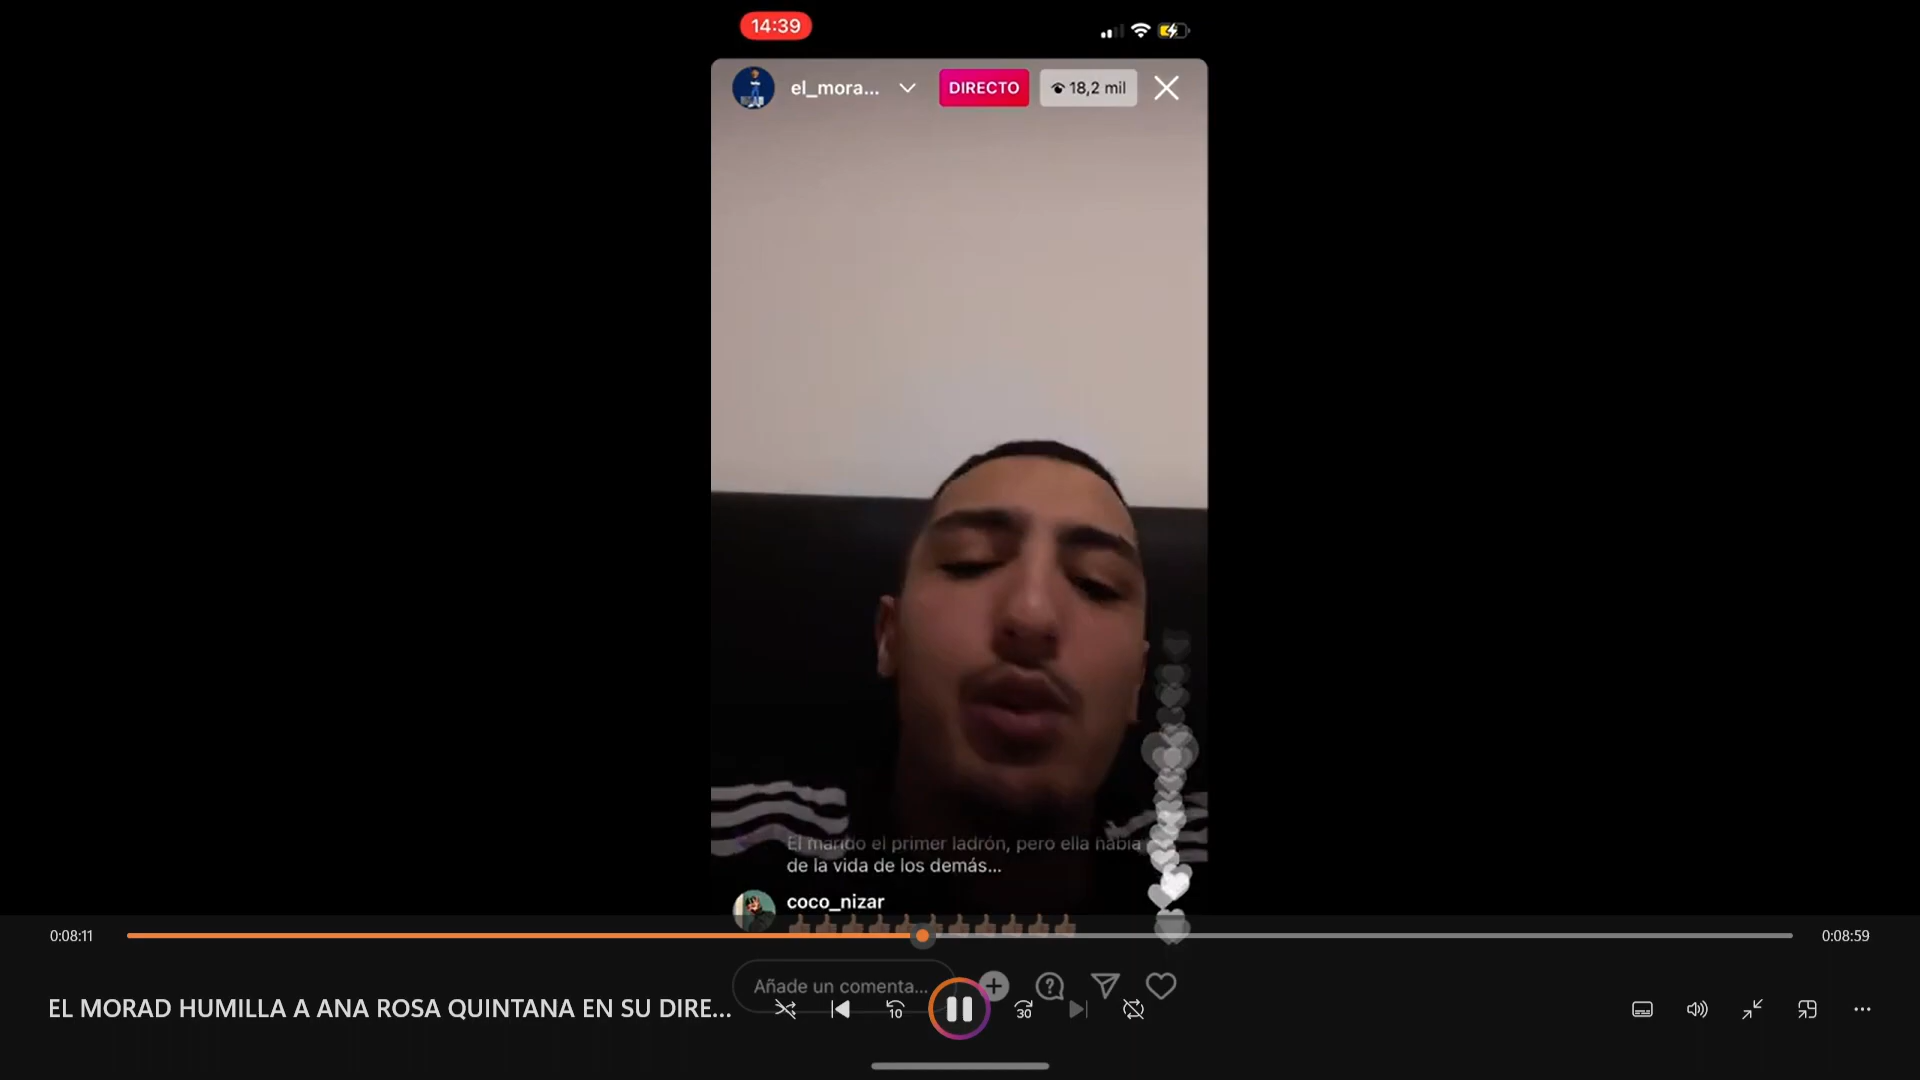 14:39
el_mora...
DIRECTO
18,2 mil
El marido el primer ladrón, pero ella habla
de la vida de los demás...
coco_nizar
0:08:11
0:08:59
Añade un comenta...
EL MORAD HUMILLA A ANA ROSA QUINTANA EN SU DIRE...
10
30